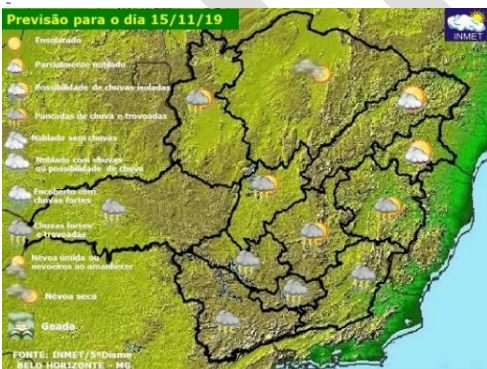 Previsão para o dia 15/11/19
INMET
Ensolarado
Parcialmente nublado
Possibilidade de chuvas isoladas
Pancadas de chuva e trovoadas
Nublado sem chuvas
Nublado com chuvas
ou possibilidade de chuva
Encoberto com
chuvas fortes
Chuvas fortes
e trovoadas
Névoa úmida ou
nevoeiros ao amanhecer
Névoa seca
Geada
FONTE: INMET/5ºDisme
BELO HORIZONTE - MG